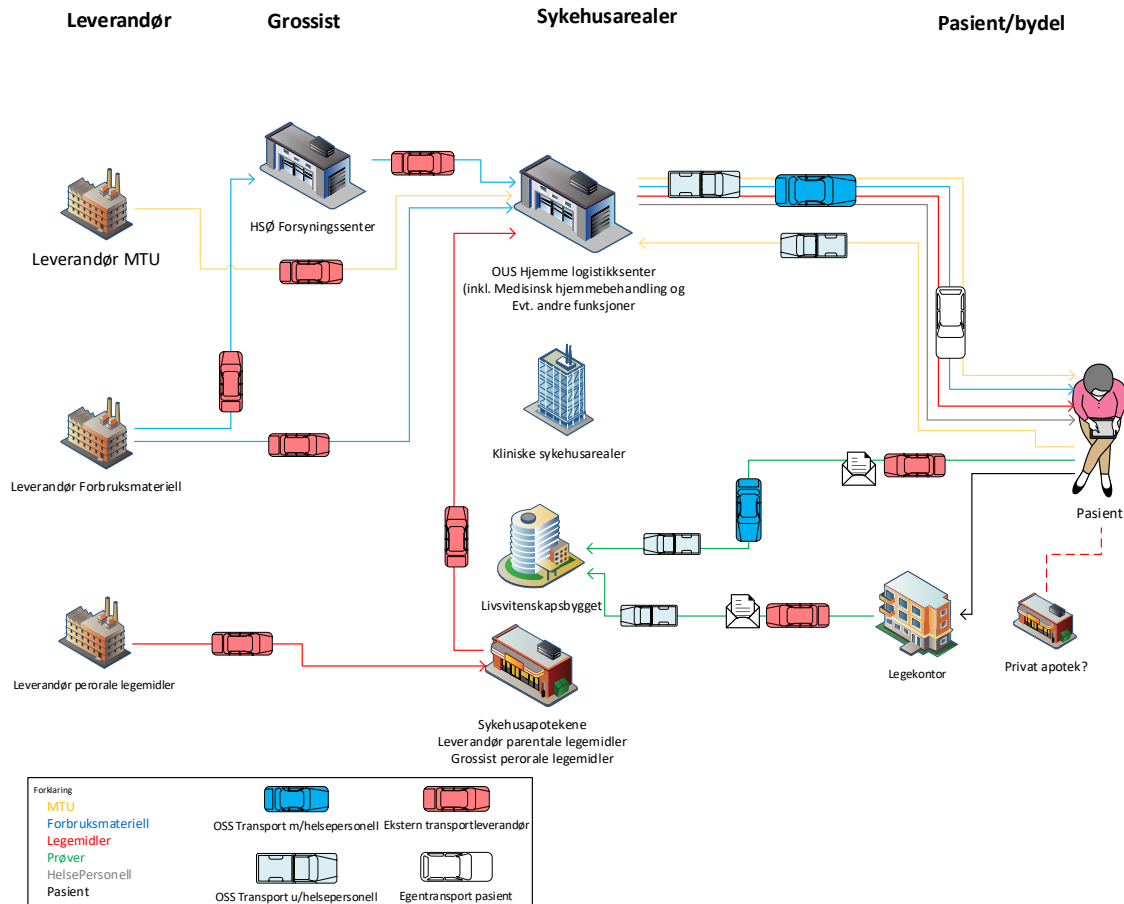 Leverandør
Grossist
Sykehusarealer
Pasient/bydel
HSØ Forsyningssenter
Leverandør MTU
OUS Hjemme logistikksenter
(inkl. Medisinsk hjemmebehandling og
Evt. andre funksjoner
Kliniske sykehusarealer
Leverandør Forbruksmateriell
Pasient
Livsvitenskapsbygget
Legekontor
Privat apotek?
Leverandør perorale legemidler
Sykehusapotekene
Leverandør parentale legemidler
Grossist perorale legemidler
Forklaring
MTU
Forbruksmateriell
Legemidler
Prøver
HelsePersonell
Pasient
OSS Transport m/helsepersonell
Ekstern transportleverandør
OSS Transport u/helsepersonell
Egentransport pasient